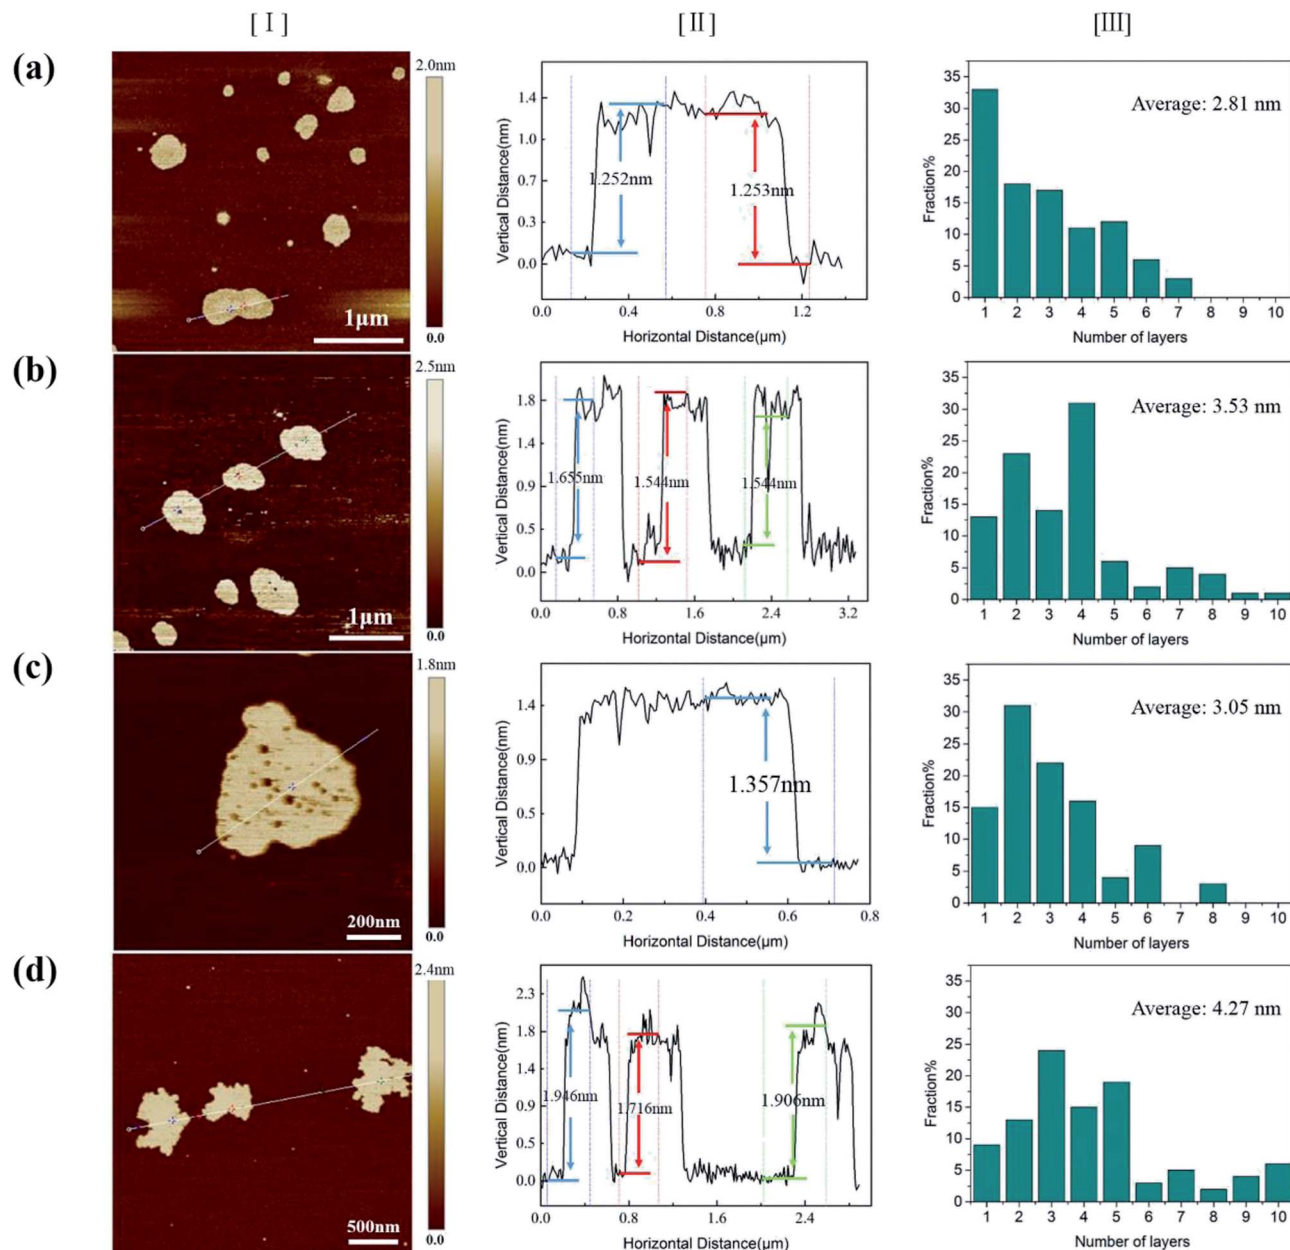 [ I ]
[ II ]
[III]
(a)
2.0nm
0.0
1μm
1.4
1.0
0.7
0.3
0.0
Vertical Distance(nm)
1.252nm
1.253nm
0.0 0.4 0.8 1.2
Horizontal Distance(μm)
35
30
25
20
15
10
5
0
Fraction%
Average: 2.81 nm
1 2 3 4 5 6 7 8 9 10
Number of layers
(b)
2.5nm
0.0
1μm
1.8
1.4
0.9
0.5
0.0
Vertical Distance(nm)
1.655nm
1.544nm
1.544nm
0.0 0.8 1.6 2.4 3.2
Horizontal Distance(μm)
35
30
25
20
15
10
5
0
Fraction%
Average: 3.53 nm
1 2 3 4 5 6 7 8 9 10
Number of layers
(c)
1.8nm
0.0
200nm
1.4
0.9
0.5
0.0
Vertical Distance(nm)
1.357nm
0.0 0.2 0.4 0.6 0.8
Horizontal Distance(μm)
35
30
25
20
15
10
5
0
Fraction%
Average: 3.05 nm
1 2 3 4 5 6 7 8 9 10
Number of layers
(d)
2.4nm
0.0
500nm
2.3
1.8
1.4
0.9
0.5
0.0
Vertical Distance(nm)
1.946nm
1.716nm
1.906nm
0.0 0.8 1.6 2.4
Horizontal Distance(μm)
35
30
25
20
15
10
5
0
Fraction%
Average: 4.27 nm
1 2 3 4 5 6 7 8 9 10
Number of layers